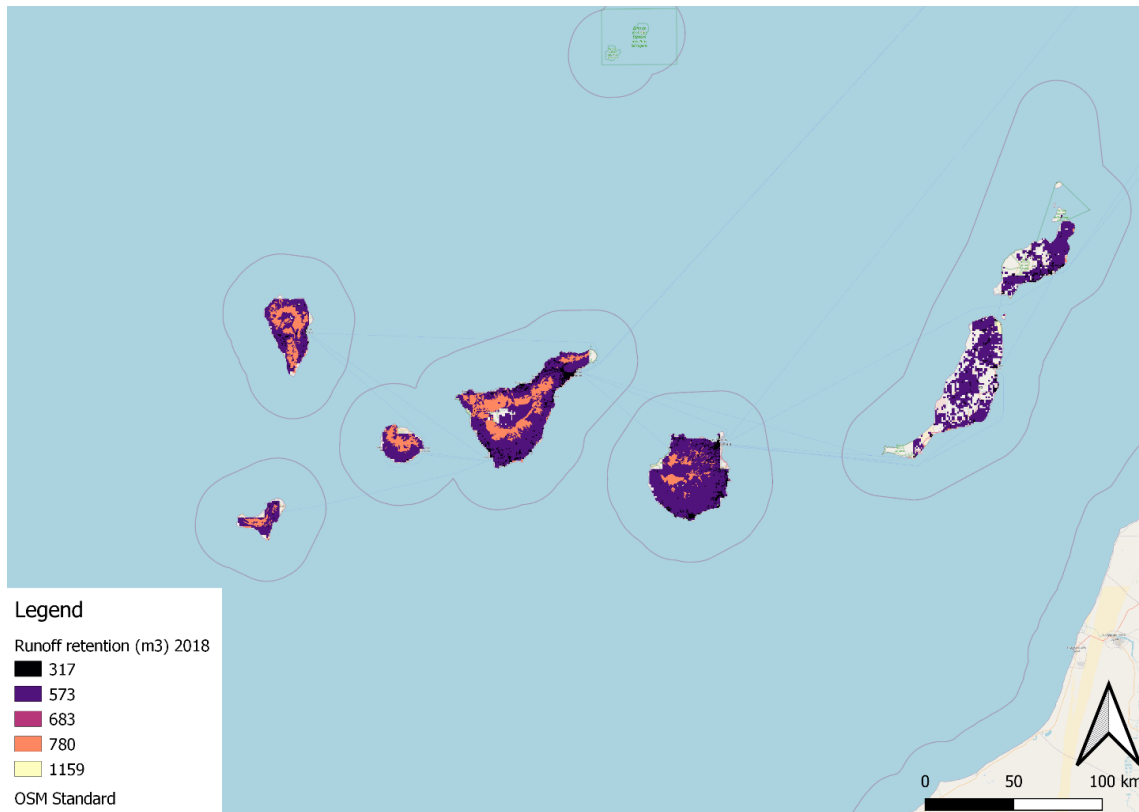 Legend
Runoff retention (m3) 2018
317
573
683
780
1159
OSM Standard
0 50 100 km